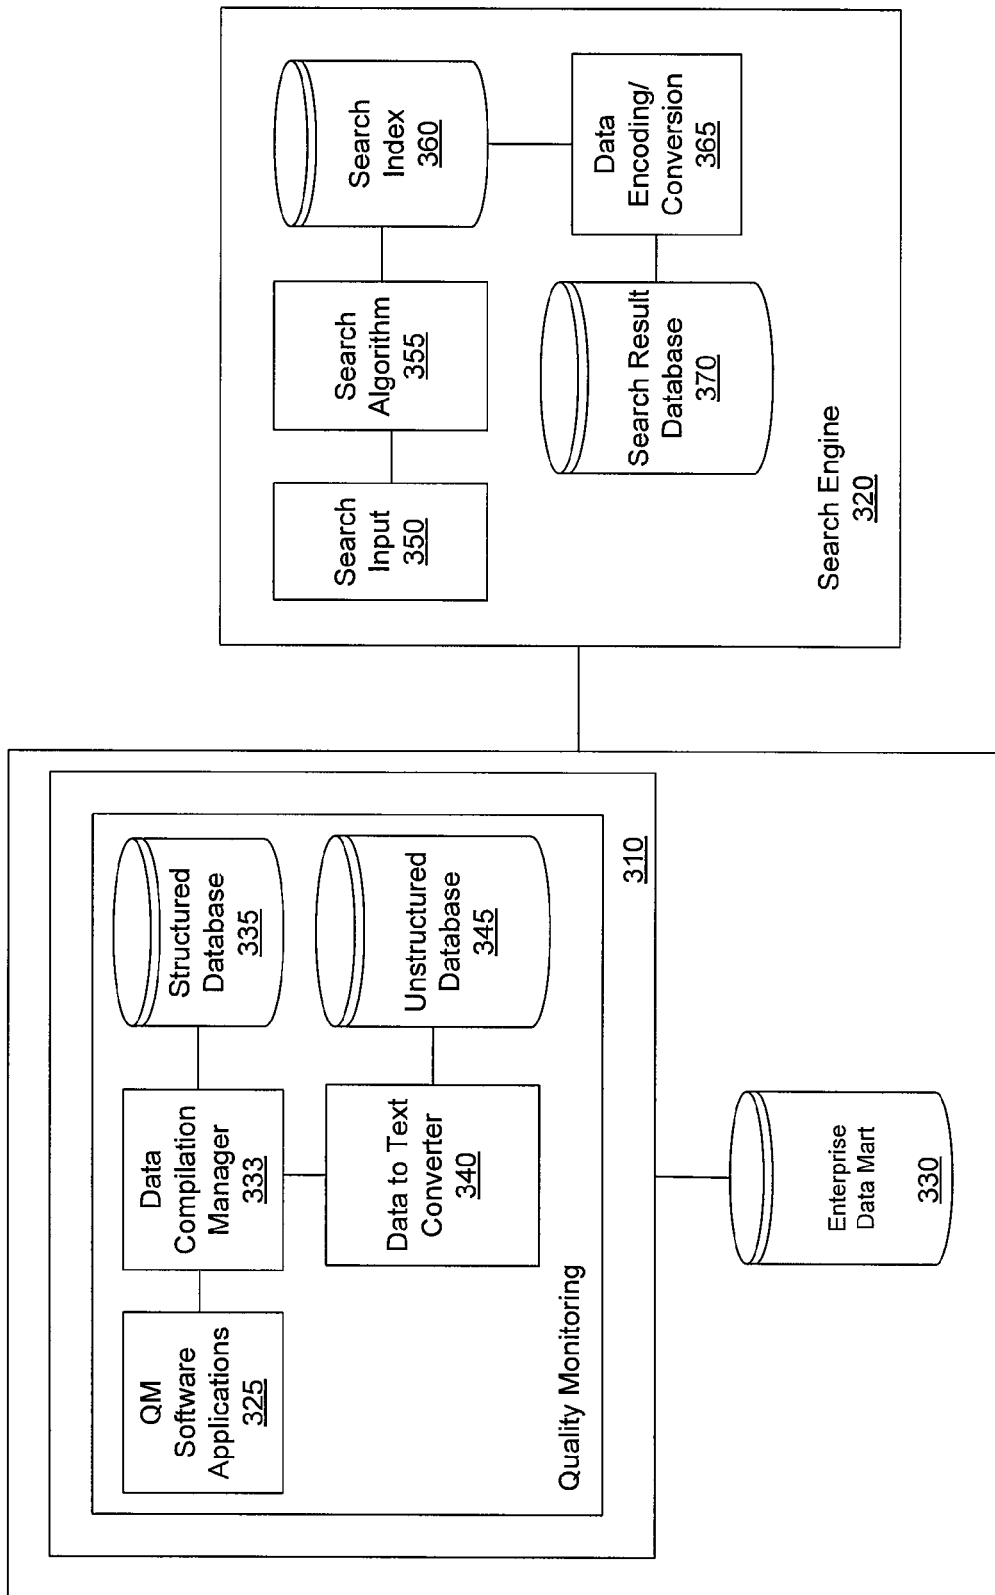 QM
Software
Applications
325
Data
Compilation
Manager
333
Structured
Database
335
Data to Text
Converter
340
Unstructured
Database
345
Quality Monitoring
310
Enterprise
Data Mart
330
Search
Input
350
Search
Algorithm
355
Search
Index
360
Data
Encoding/
Conversion
365
Search Result
Database
370
Search Engine
320